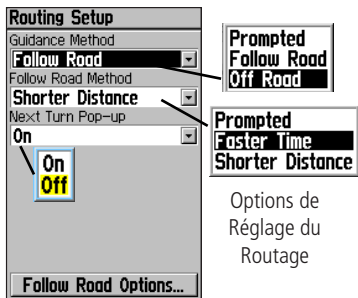 Routing Setup
Guidance Method
Follow Road
Follow Road Method
Shorter Distance
Next Turn Pop-up
On
On
Off
Follow Road Options...
Prompted
Follow Road
Off Road
Prompted
Faster Time
Shorter Distance
Options de
Réglage du
Routage